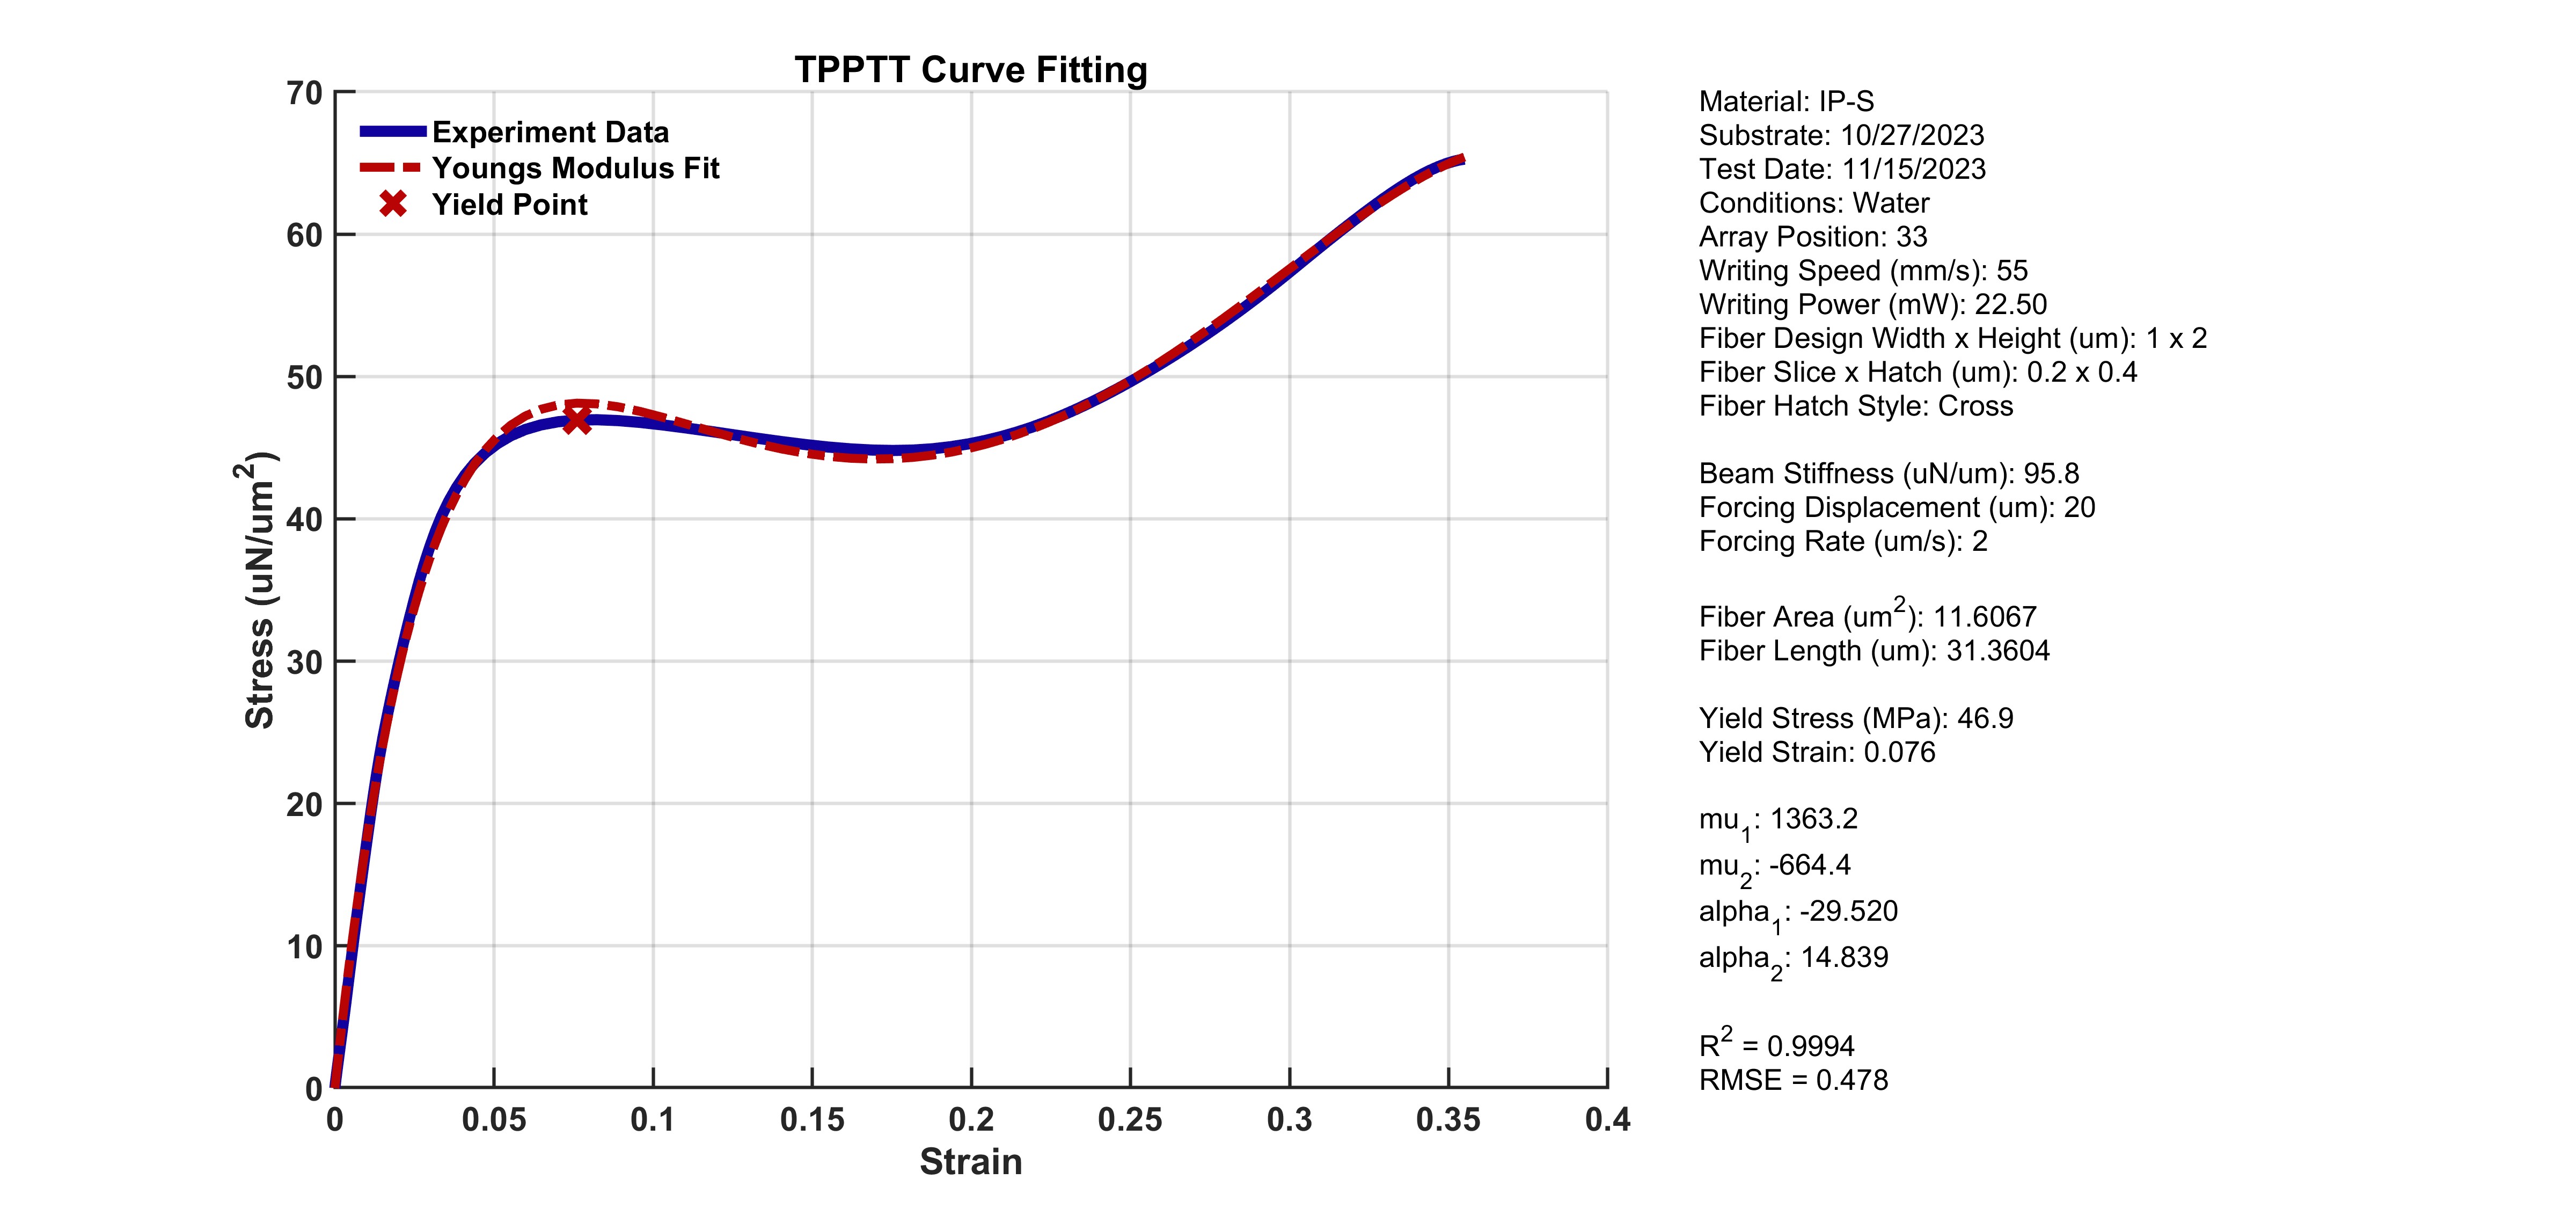 TPPTT Curve Fitting
70
60
50
40
30
20
10
0
Stress (uN/um2)
Experiment Data
Youngs Modulus Fit
Yield Point
0
0.05
0.1
0.15
0.2
0.25
0.3
0.35
0.4
Strain
Material: IP-S
Substrate: 10/27/2023
Test Date: 11/15/2023
Conditions: Water
Array Position: 33
Writing Speed (mm/s): 55
Writing Power (mW): 22.50
Fiber Design Width x Height (um): 1 x 2
Fiber Slice x Hatch (um): 0.2 x 0.4
Fiber Hatch Style: Cross
Beam Stiffness (uN/um): 95.8
Forcing Displacement (um): 20
Forcing Rate (um/s): 2
Fiber Area (um2): 11.6067
Fiber Length (um): 31.3604
Yield Stress (MPa): 46.9
Yield Strain: 0.076
mu1: 1363.2
mu2: -664.4
alpha1: -29.520
alpha2: 14.839
R2 = 0.9994
RMSE = 0.478